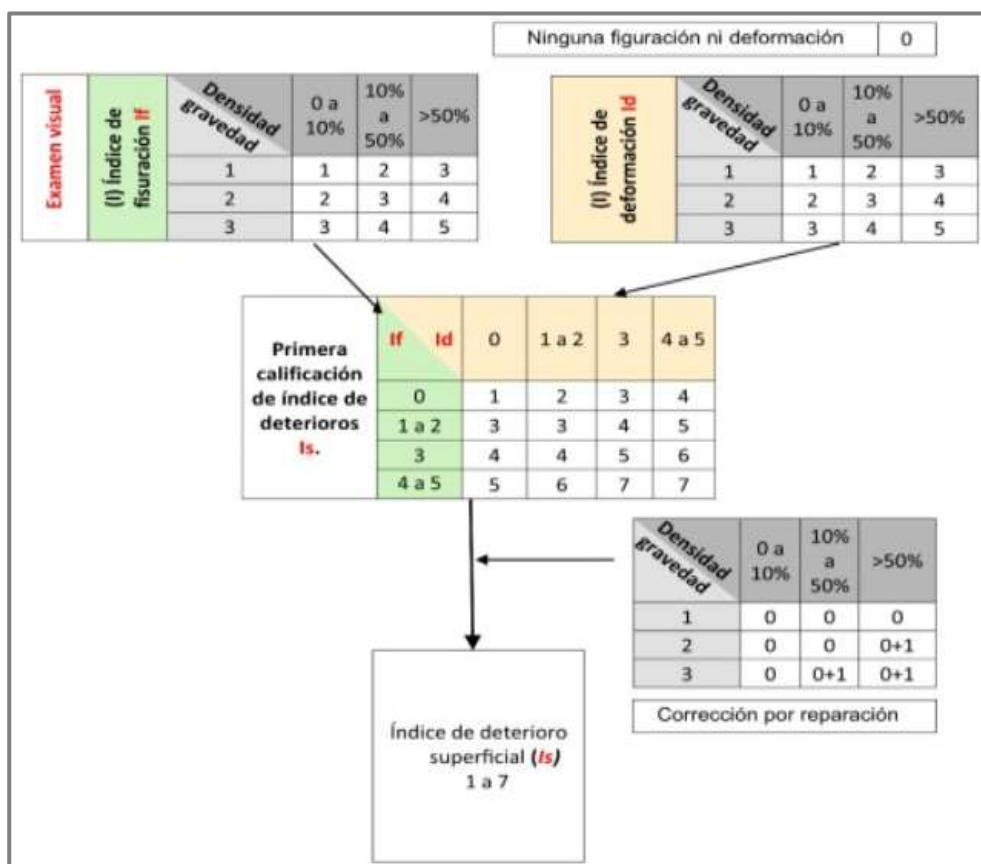 Ninguna figuración ni deformación 0
Examen visual
(I) Índice de
fisuración If
Densidad
gravedad
0 a
10%
10%
a
50%
>50%
1 1 2 3
2 2 3 4
3 3 4 5
(I) Índice de
deformación Id
Densidad
gravedad
0 a
10%
10%
a
50%
>50%
1 1 2 3
2 2 3 4
3 3 4 5
Primera
calificación
de índice de
deterioros
Is.
If Id 0 1 a 2 3 4 a 5
0 1 2 3 4
1 a 2 3 3 4 5
3 4 4 5 6
4 a 5 5 6 7 7
Densidad
gravedad
0 a
10%
10%
a
50%
>50%
1 0 0 0
2 0 0 0+1
3 0 0+1 0+1
Corrección por reparación
Índice de deterioro
superficial (Is)
1 a 7